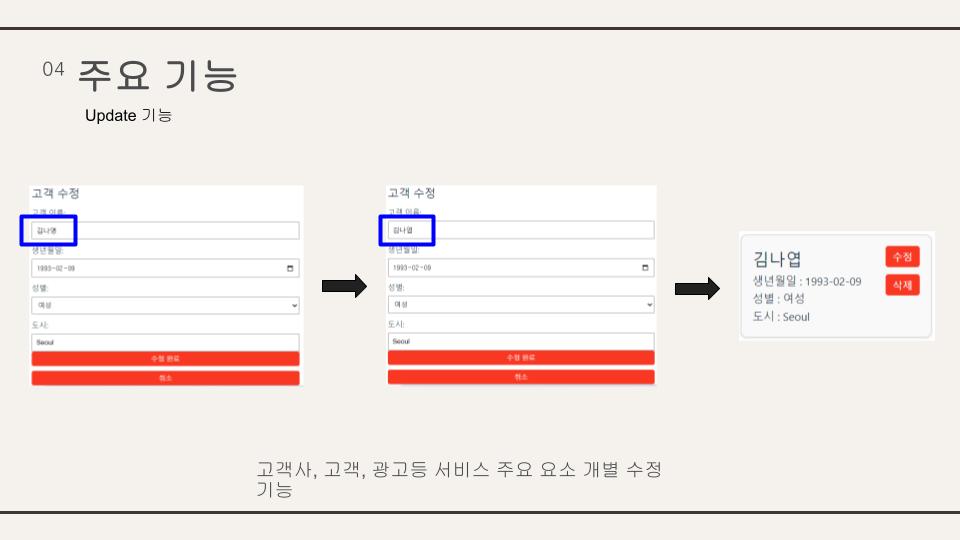 04 주요 기능
Update 기능
고객 수정
고객 이름:
김나영
생년월일:
1993-02-09
성별:
여성
도시:
Seoul
수정 완료
취소
고객 수정
고객 이름:
김나엽
생년월일:
1993-02-09
성별:
여성
도시:
Seoul
수정 완료
취소
김나엽
수정
생년월일 : 1993-02-09
삭제
성별 : 여성
도시 : Seoul
고객사, 고객, 광고등 서비스 주요 요소 개별 수정
기능